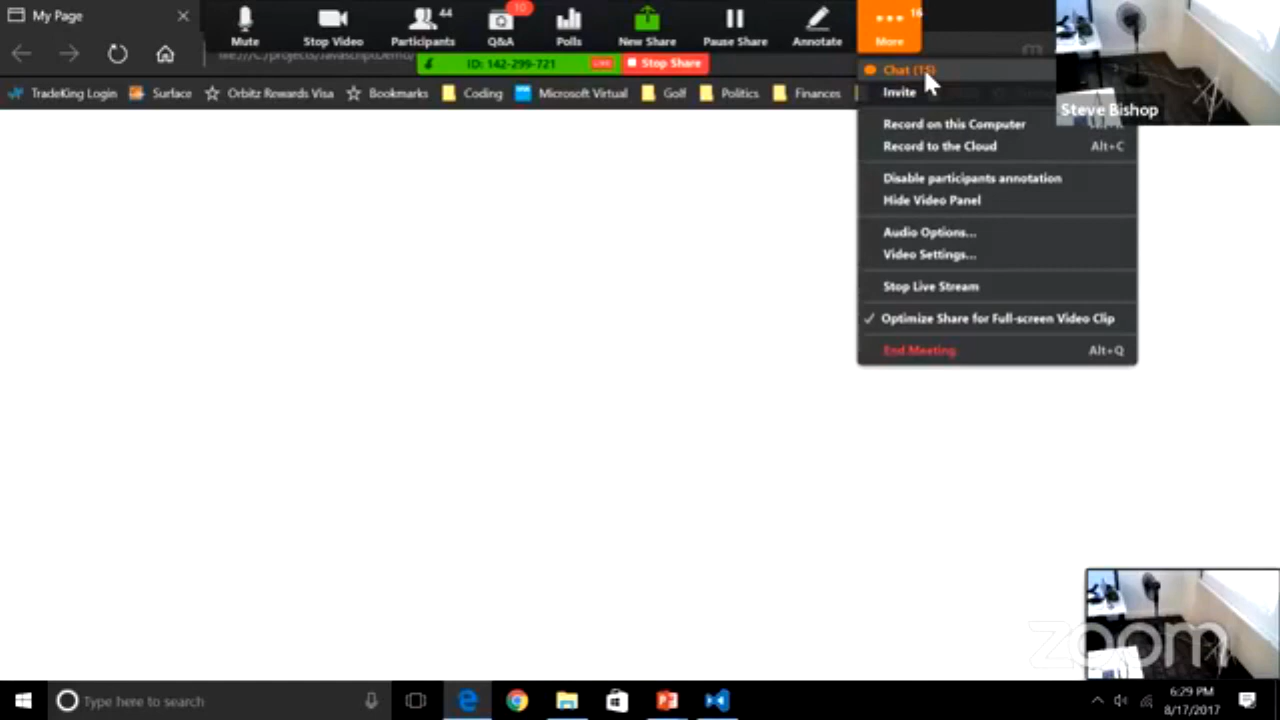 My Page
44
10
16
Mute
Stop Video
Participants
Q&A
Polls
New Share
Pause Share
Annotate
More
ID: 142-299-721
LIVE
Stop Share
Chat (15)
Invite
Steve Bishop
TradeKing Login
Surface
Orbitz Rewards Visa
Bookmarks
Coding
Microsoft Virtual
Golf
Politics
Finances
Record on this Computer
Record to the Cloud Alt+C
Disable participants annotation
Hide Video Panel
Audio Options...
Video Settings...
Stop Live Stream
Optimize Share for Full-screen Video Clip
End Meeting Alt+Q
zoom
Type here to search
6:29 PM
8/17/2017